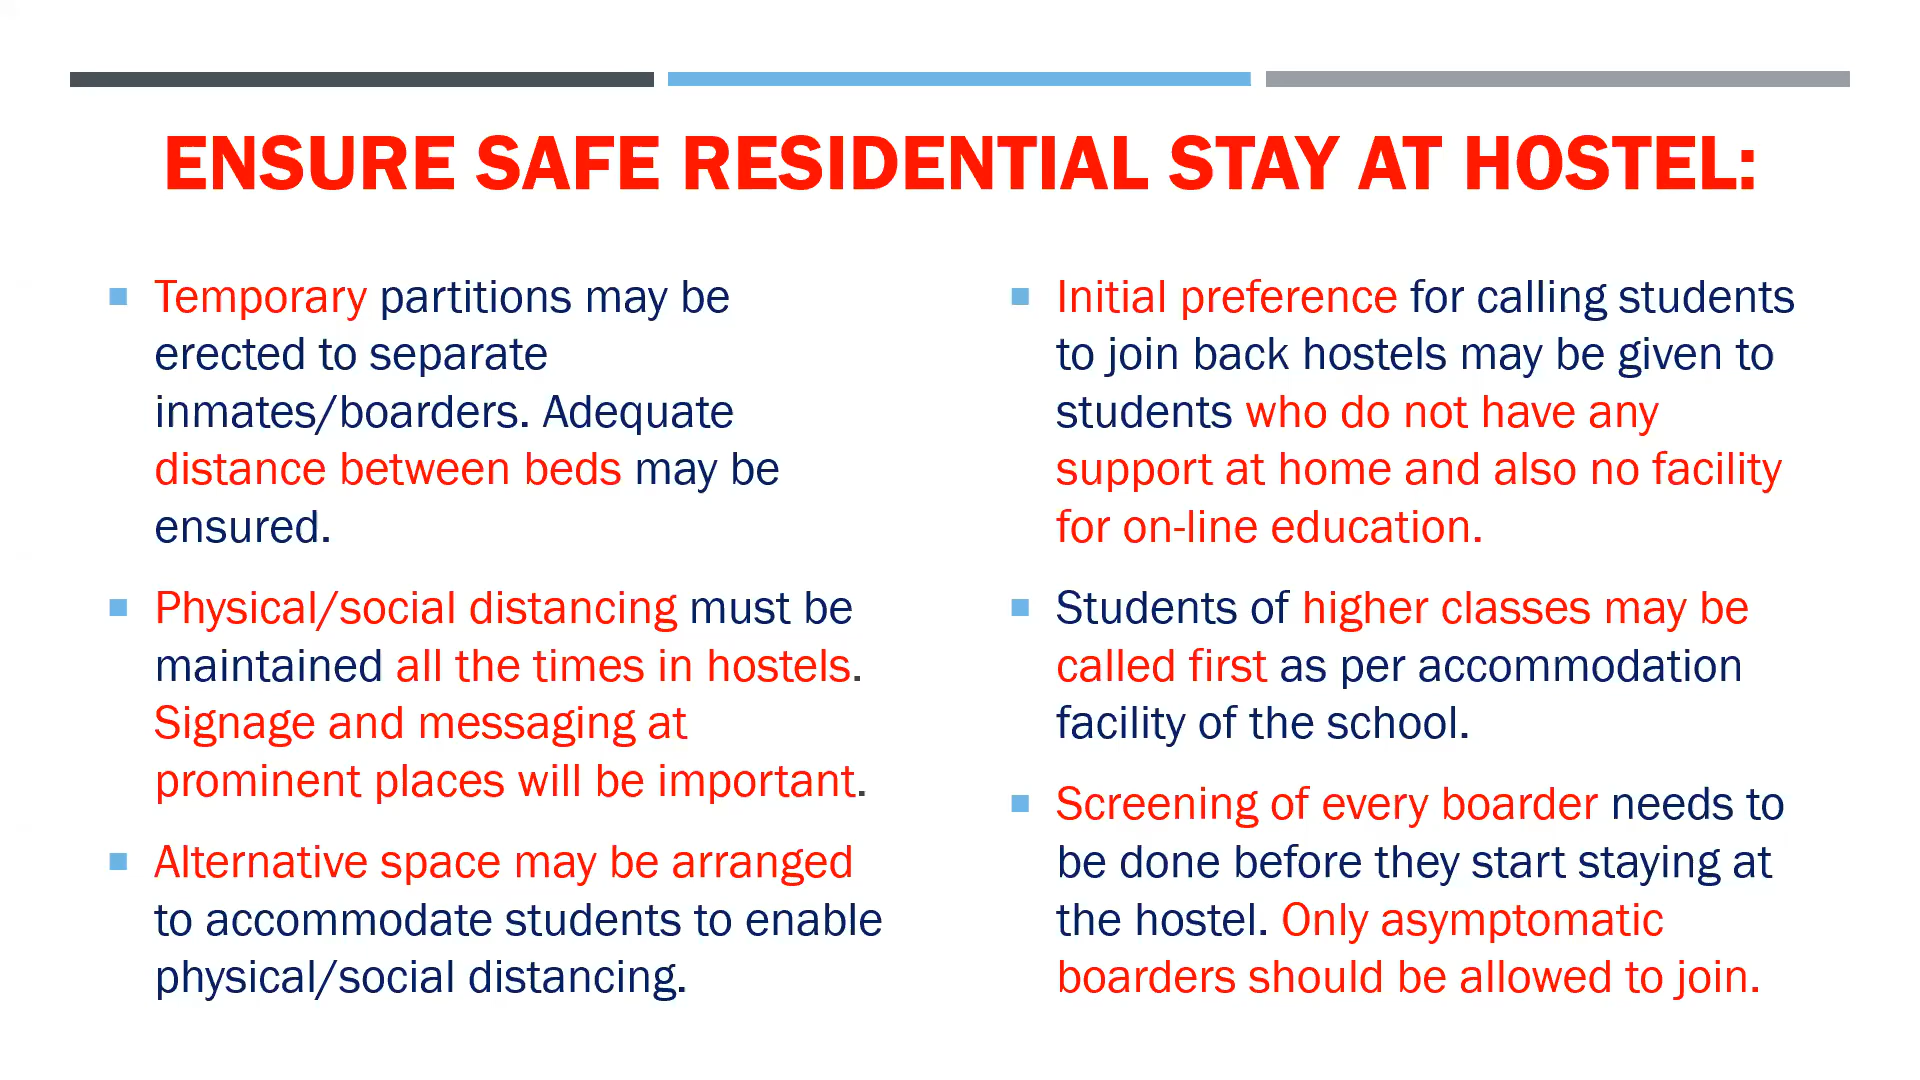 ENSURE SAFE RESIDENTIAL STAY AT HOSTEL:
Temporary partitions may be
erected to separate
inmates/boarders. Adequate
distance between beds may be
ensured.
Physical/social distancing must be
maintained all the times in hostels.
Signage and messaging at
prominent places will be important.
Alternative space may be arranged
to accommodate students to enable
physical/social distancing.
Initial preference for calling students
to join back hostels may be given to
students who do not have any
support at home and also no facility
for on-line education.
Students of higher classes may be
called first as per accommodation
facility of the school.
Screening of every boarder needs to
be done before they start staying at
the hostel. Only asymptomatic
boarders should be allowed to join.